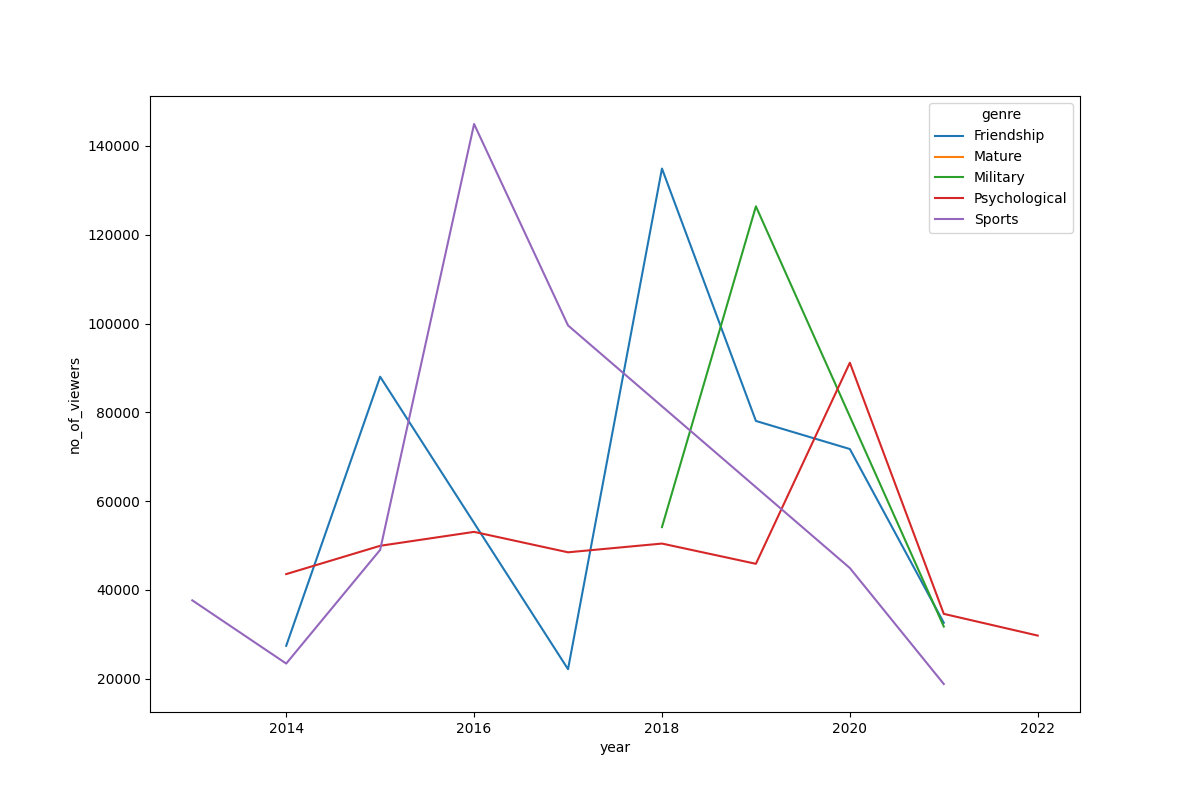 genre
Friendship
Mature
Military
Psychological
Sports
140000
120000
100000
80000
60000
40000
20000
no_of_viewers
2014 2016 2018 2020 2022
year